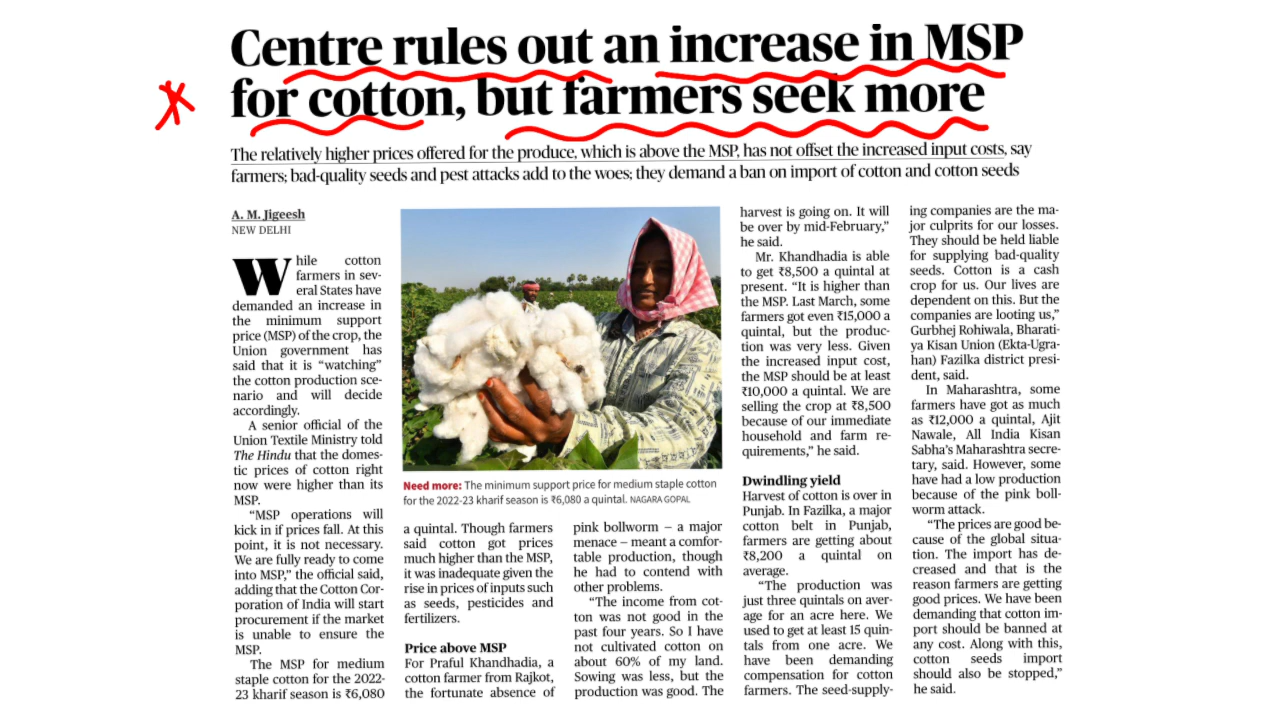 Centre rules out an increase in MSP
for cotton, but farmers seek more
The relatively higher prices offered for the produce, which is above the MSP, has not offset the increased input costs, say
farmers; bad-quality seeds and pest attacks add to the woes; they demand a ban on import of cotton and cotton seeds
A. M. Jigeesh
NEW DELHI
While cotton
farmers in sev-
eral States have
demanded an increase in
the minimum support
price (MSP) of the crop, the
Union government has
said that it is “watching”
the cotton production sce-
nario and will decide
accordingly.
A senior official of the
Union Textile Ministry told
The Hindu that the domes-
tic prices of cotton right
now were higher than its
MSP.
“MSP operations will
kick in if prices fall. At this
point, it is not necessary.
We are fully ready to come
into MSP,” the official said,
adding that the Cotton Cor-
poration of India will start
procurement if the market
is unable to ensure the
MSP.
The MSP for medium
staple cotton for the 2022-
23 kharif season is ₹6,080
Need more: The minimum support price for medium staple cotton
for the 2022-23 kharif season is ₹6,080 a quintal. NAGARA GOPAL
a quintal. Though farmers
said cotton got prices
much higher than the MSP,
it was inadequate given the
rise in prices of inputs such
as seeds, pesticides and
fertilizers.
Price above MSP
For Praful Khandhadia, a
cotton farmer from Rajkot,
the fortunate absence of
pink bollworm – a major
menace – meant a comfor-
table production, though
he had to contend with
other problems.
“The income from cot-
ton was not good in the
past four years. So I have
not cultivated cotton on
about 60% of my land.
Sowing was less, but the
production was good. The
harvest is going on. It will
be over by mid-February,”
he said.
Mr. Khandhadia is able
to get ₹8,500 a quintal at
present. “It is higher than
the MSP. Last March, some
farmers got even ₹15,000 a
quintal, but the produc-
tion was very less. Given
the increased input cost,
the MSP should be at least
₹10,000 a quintal. We are
selling the crop at ₹8,500
because of our immediate
household and farm re-
quirements,” he said.
Dwindling yield
Harvest of cotton is over in
Punjab. In Fazilka, a major
cotton belt in Punjab,
farmers are getting about
₹8,200 a quintal on
average.
“The production was
just three quintals on aver-
age for an acre here. We
used to get at least 15 quin-
tals from one acre. We
have been demanding
compensation for cotton
farmers. The seed-supply-
ing companies are the ma-
jor culprits for our losses.
They should be held liable
for supplying bad-quality
seeds. Cotton is a cash
crop for us. Our lives are
dependent on this. But the
companies are looting us,”
Gurbhej Rohiwala, Bharati-
ya Kisan Union (Ekta-Ugra-
han) Fazilka district presi-
dent, said.
In Maharashtra, some
farmers have got as much
as ₹12,000 a quintal, Ajit
Nawale, All India Kisan
Sabha’s Maharashtra secre-
tary, said. However, some
have had a low production
because of the pink boll-
worm attack.
“The prices are good be-
cause of the global situa-
tion. The import has de-
creased and that is the
reason farmers are getting
good prices. We have been
demanding that cotton im-
port should be banned at
any cost. Along with this,
cotton seeds import
should also be stopped,”
he said.